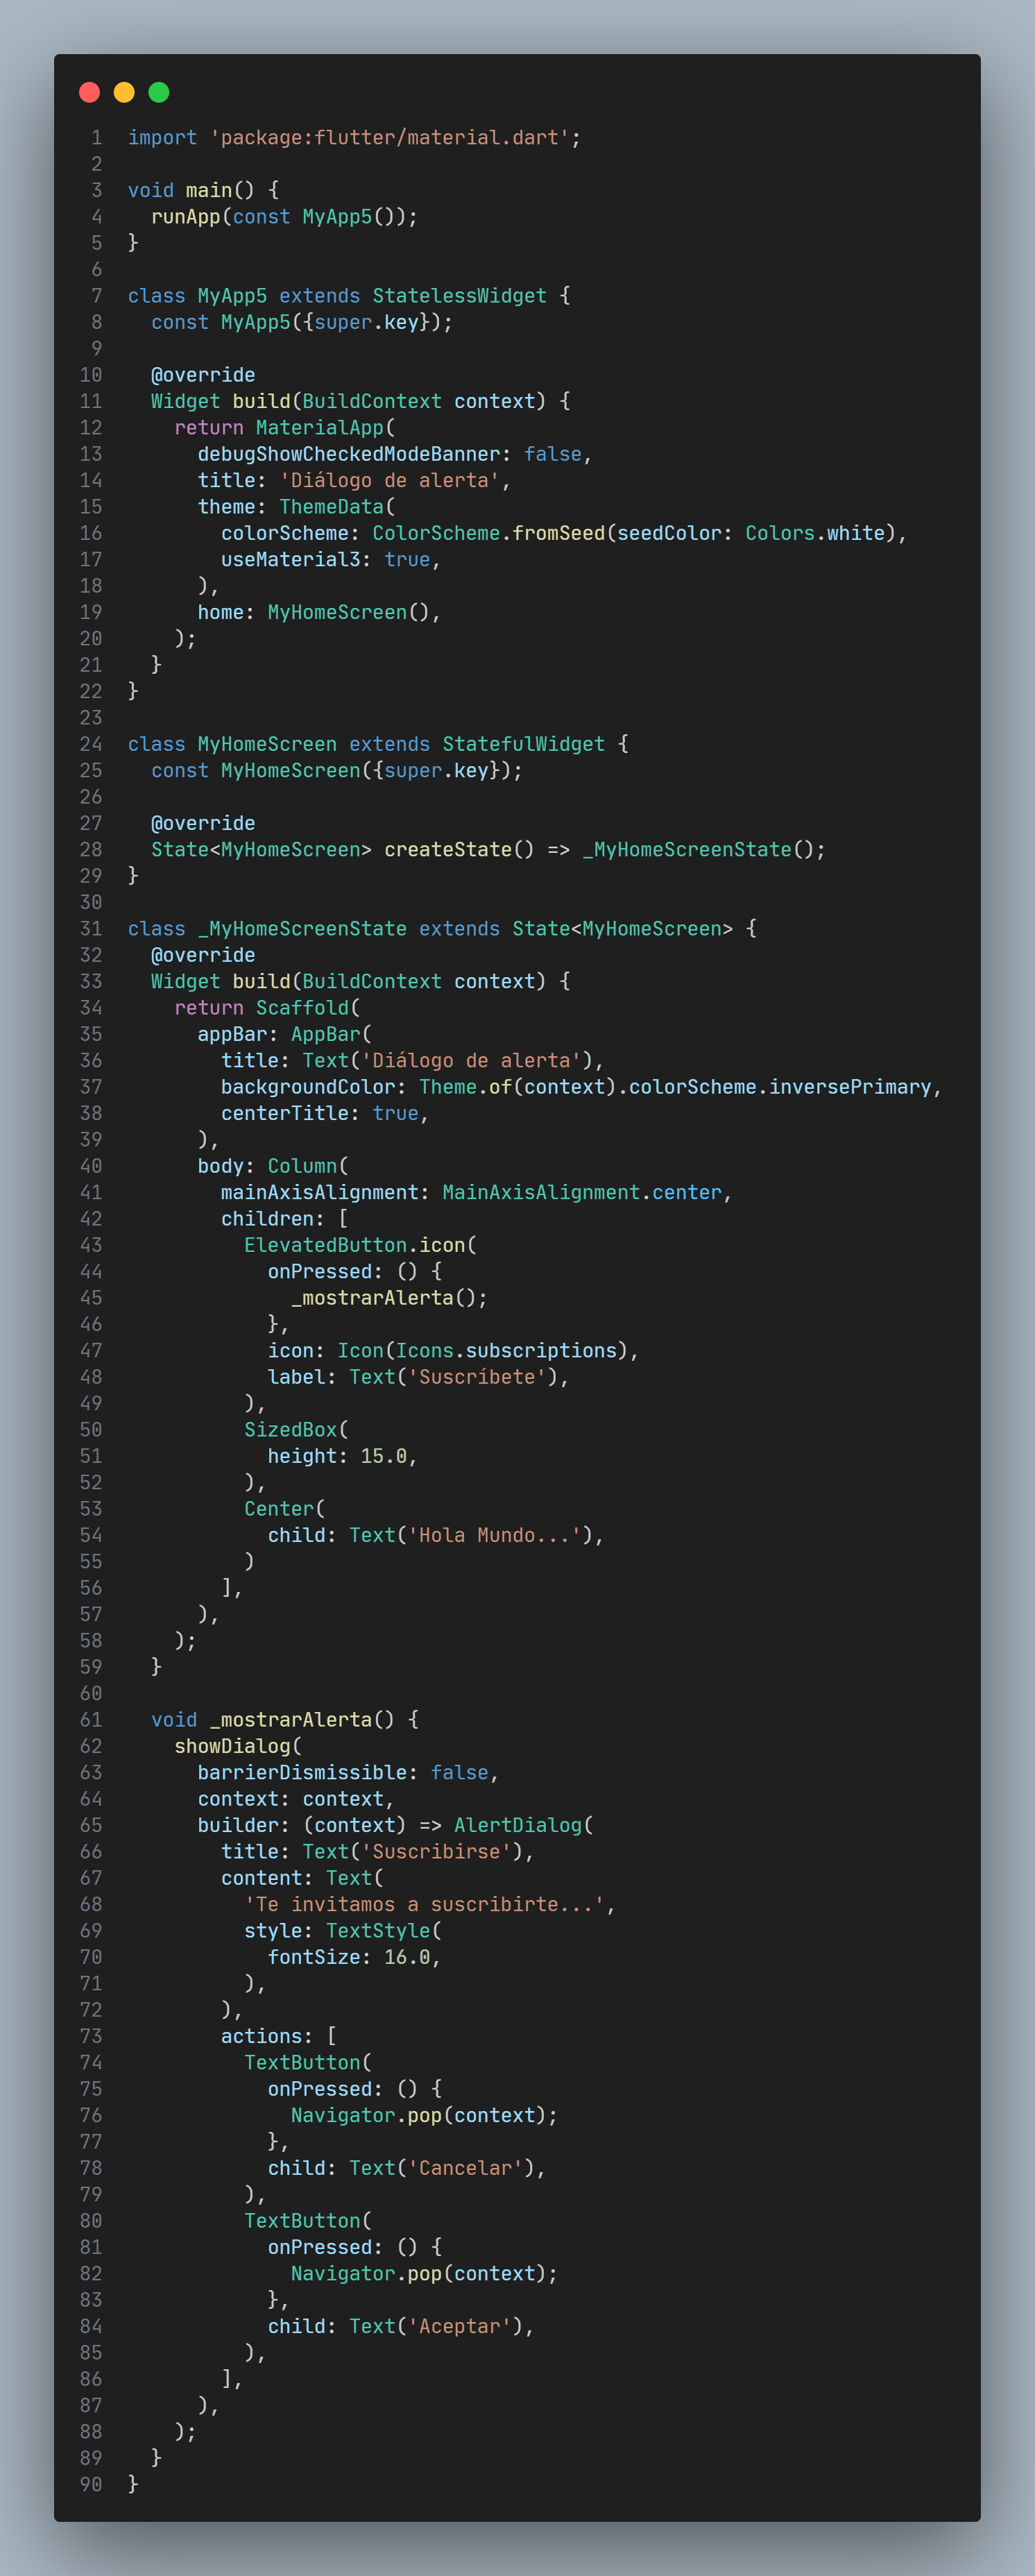 1 import 'package:flutter/material.dart';
2
3 void main() {
4   runApp(const MyApp5());
5 }
6
7 class MyApp5 extends StatelessWidget {
8   const MyApp5({super.key});
9
10   @override
11   Widget build(BuildContext context) {
12     return MaterialApp(
13       debugShowCheckedModeBanner: false,
14       title: 'Diálogo de alerta',
15       theme: ThemeData(
16         colorScheme: ColorScheme.fromSeed(seedColor: Colors.white),
17         useMaterial3: true,
18       ),
19       home: MyHomeScreen(),
20     );
21   }
22 }
23
24 class MyHomeScreen extends StatefulWidget {
25   const MyHomeScreen({super.key});
26
27   @override
28   State<MyHomeScreen> createState() => _MyHomeScreenState();
29 }
30
31 class _MyHomeScreenState extends State<MyHomeScreen> {
32   @override
33   Widget build(BuildContext context) {
34     return Scaffold(
35       appBar: AppBar(
36         title: Text('Diálogo de alerta'),
37         backgroundColor: Theme.of(context).colorScheme.inversePrimary,
38         centerTitle: true,
39       ),
40       body: Column(
41         mainAxisAlignment: MainAxisAlignment.center,
42         children: [
43           ElevatedButton.icon(
44             onPressed: () {
45               _mostrarAlerta();
46             },
47             icon: Icon(Icons.subscriptions),
48             label: Text('Suscríbete'),
49           ),
50           SizedBox(
51             height: 15.0,
52           ),
53           Center(
54             child: Text('Hola Mundo...'),
55           )
56         ],
57       ),
58     );
59   }
60
61   void _mostrarAlerta() {
62     showDialog(
63       barrierDismissible: false,
64       context: context,
65       builder: (context) => AlertDialog(
66         title: Text('Suscribirse'),
67         content: Text(
68           'Te invitamos a suscribirte...',
69           style: TextStyle(
70             fontSize: 16.0,
71           ),
72         ),
73         actions: [
74           TextButton(
75             onPressed: () {
76               Navigator.pop(context);
77             },
78             child: Text('Cancelar'),
79           ),
80           TextButton(
81             onPressed: () {
82               Navigator.pop(context);
83             },
84             child: Text('Aceptar'),
85           ),
86         ],
87       ),
88     );
89   }
90 }